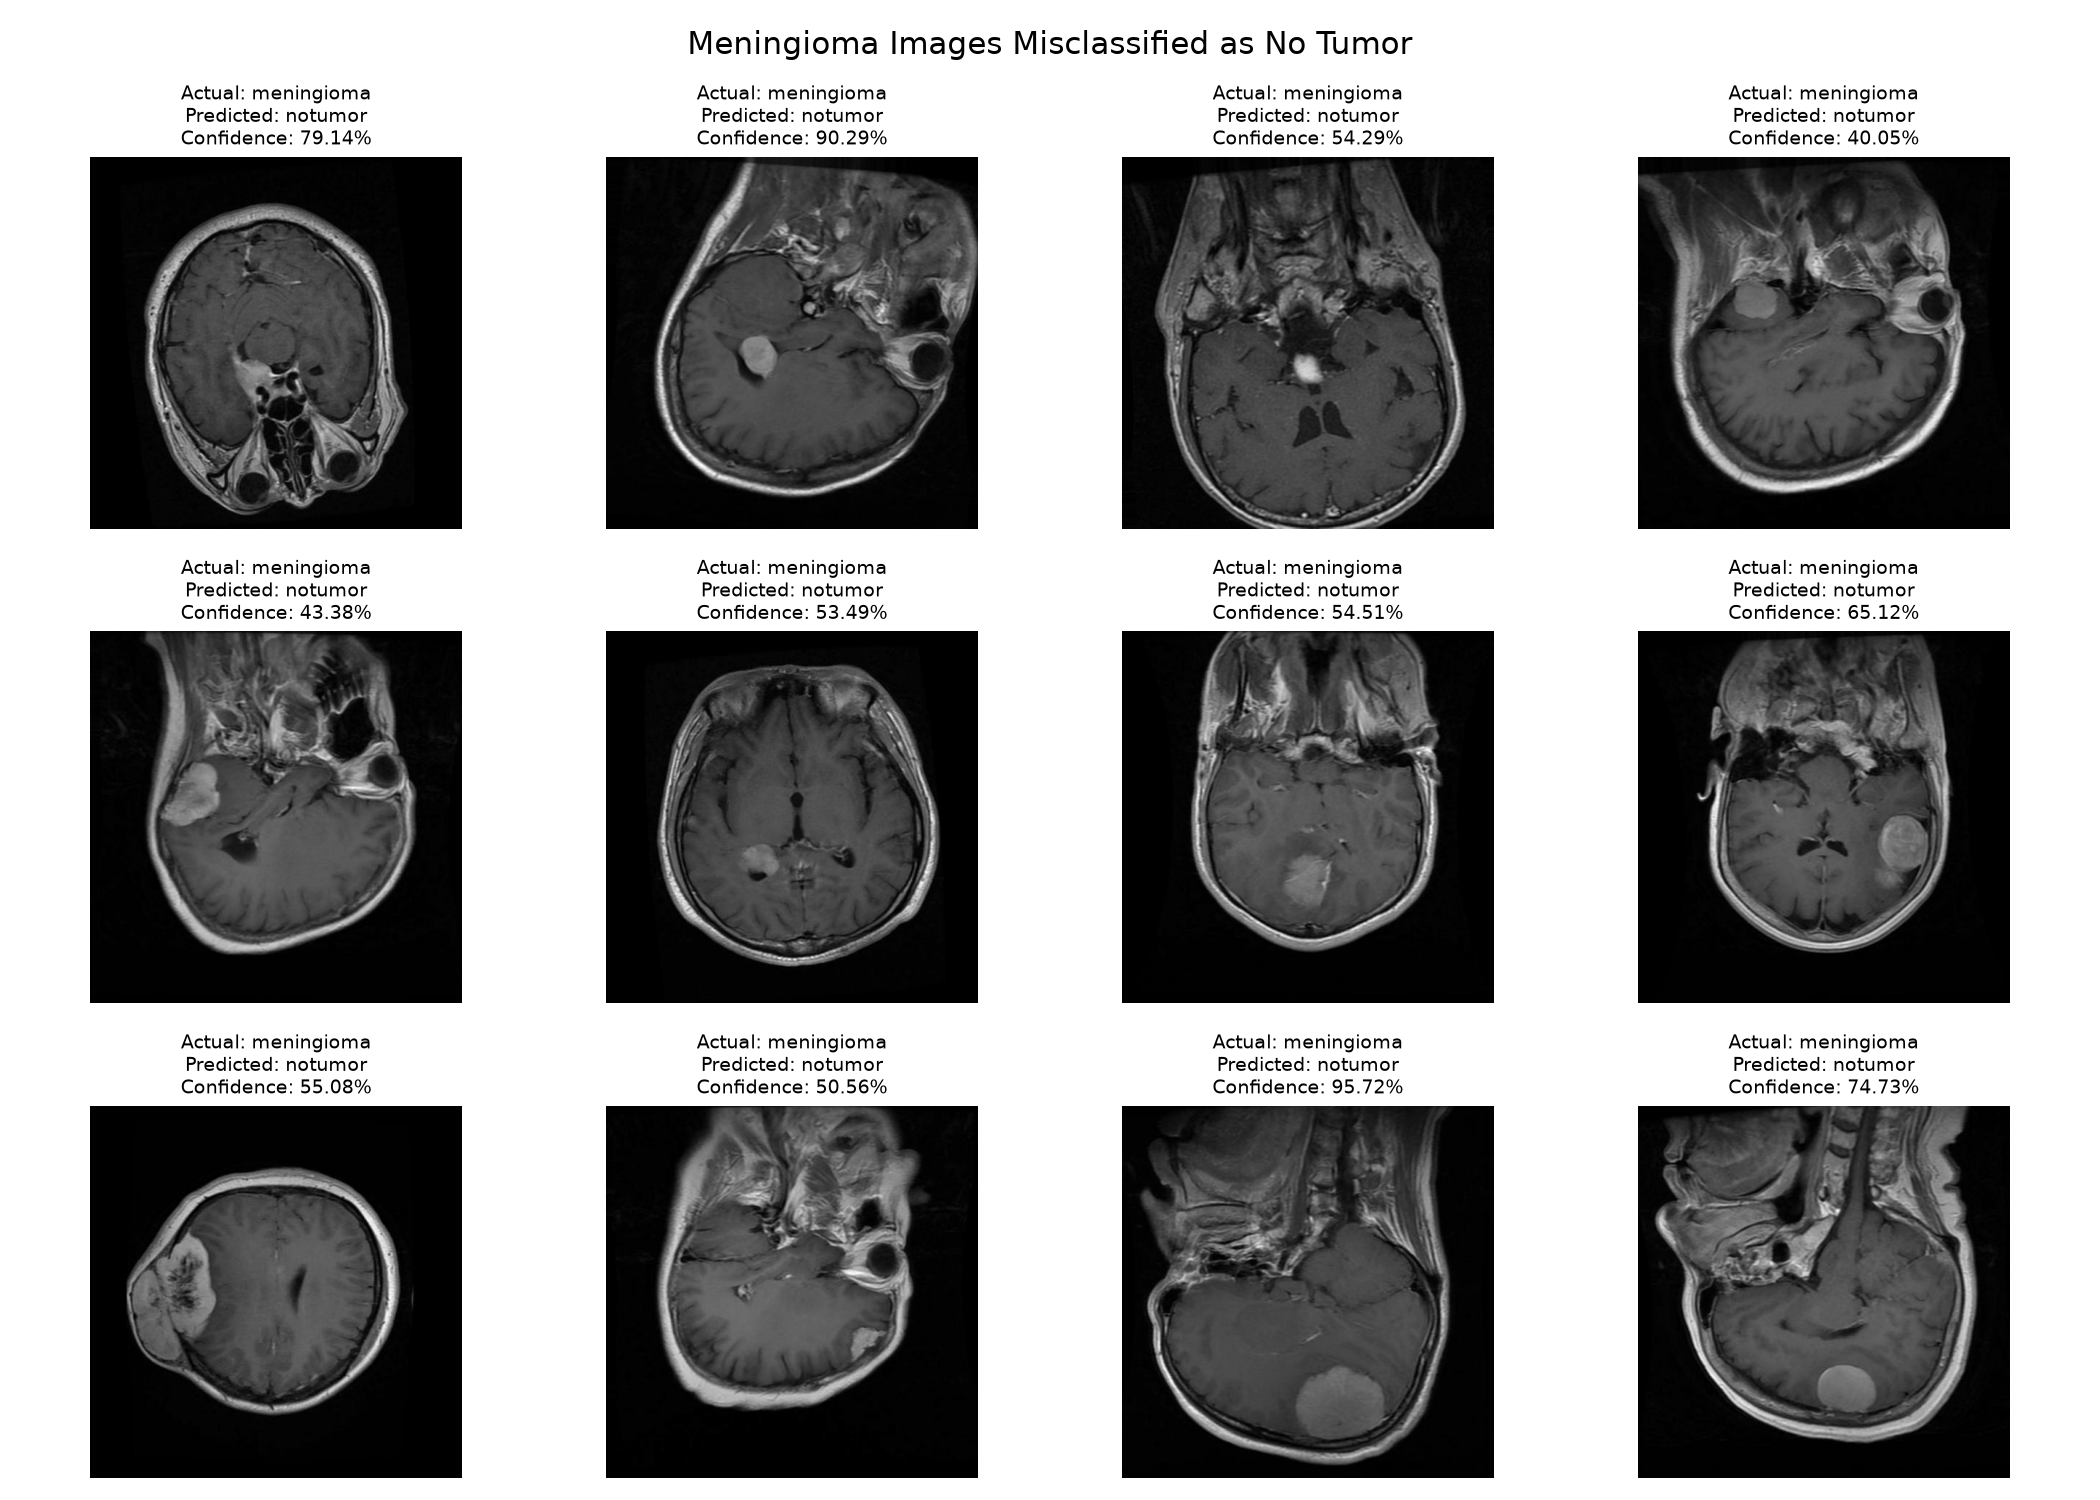 Meningioma Images Misclassified as No Tumor
Actual: meningioma
Predicted: notumor
Confidence: 79.14%
Actual: meningioma
Predicted: notumor
Confidence: 90.29%
Actual: meningioma
Predicted: notumor
Confidence: 54.29%
Actual: meningioma
Predicted: notumor
Confidence: 40.05%
Actual: meningioma
Predicted: notumor
Confidence: 43.38%
Actual: meningioma
Predicted: notumor
Confidence: 53.49%
Actual: meningioma
Predicted: notumor
Confidence: 54.51%
Actual: meningioma
Predicted: notumor
Confidence: 65.12%
Actual: meningioma
Predicted: notumor
Confidence: 55.08%
Actual: meningioma
Predicted: notumor
Confidence: 50.56%
Actual: meningioma
Predicted: notumor
Confidence: 95.72%
Actual: meningioma
Predicted: notumor
Confidence: 74.73%